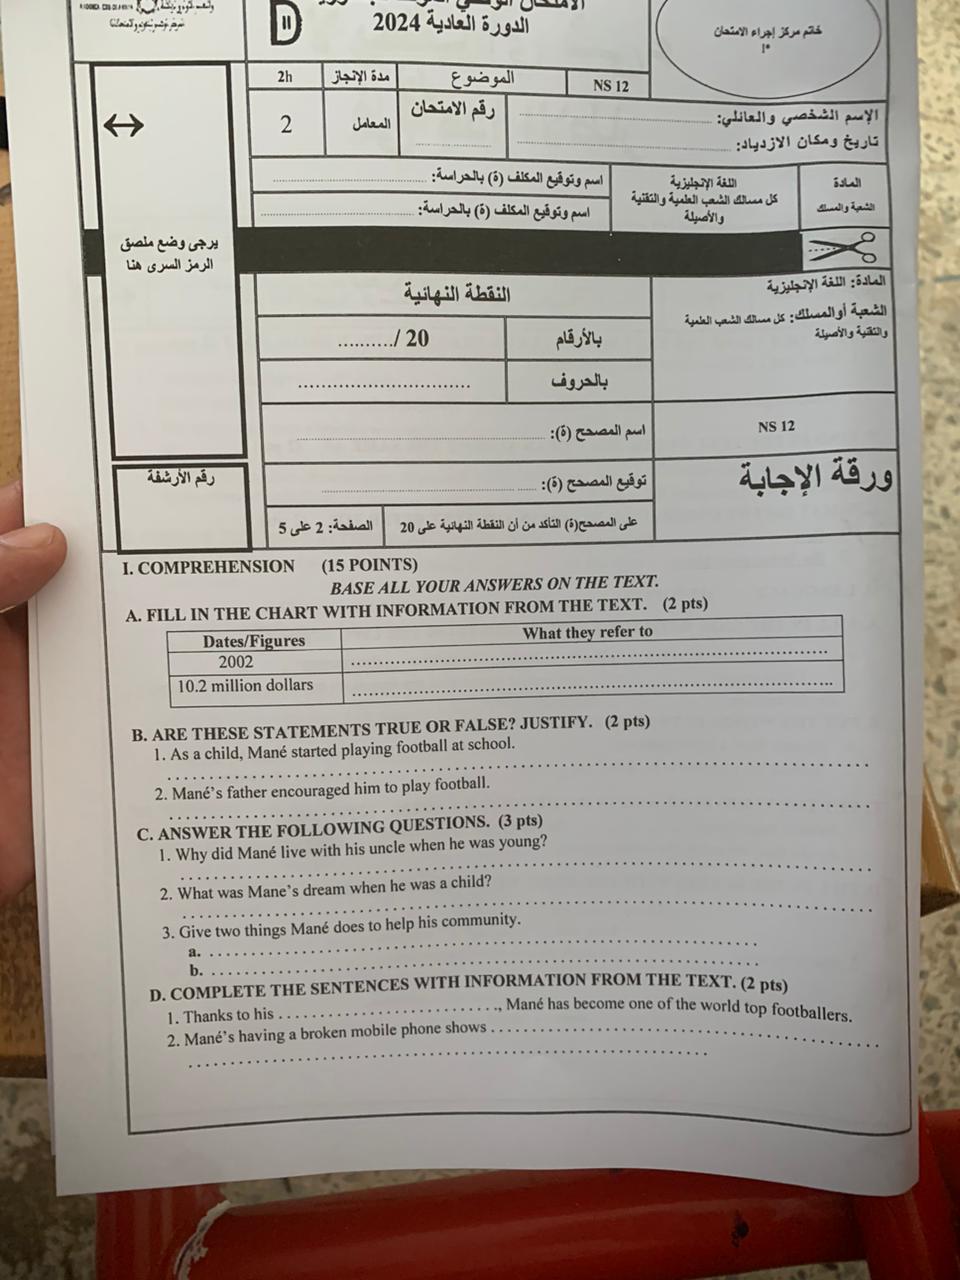 الدورة العادية 2024
خاتم مركز إجراء الامتحان
2h
مدة الإنجاز
الموضوع
NS 12
2
المعامل
رقم الامتحان
الإسم الشخصي والعائلي:
تاريخ ومكان الازدياد:
اسم وتوقيع المكلف (ة) بالحراسة:
اسم وتوقيع المكلف (ة) بالحراسة:
اللغة الإنجليزية
كل مسالك الشعب العلمية والتقنية
والأصيلة
المادة
الشعبة والمسلك
يرجى وضع ملصق
الرمز السري هنا
النقطة النهائية
المادة: اللغة الإنجليزية
الشعبة أوالمسلك: كل مسالك الشعب العلمية
والتقنية والأصيلة
........../ 20
بالأرقام
بالحروف
اسم المصحح (ة):
NS 12
رقم الأرشفة
توقيع المصحح (ة):
ورقة الإجابة
الصفحة: 2 على 5
على المصحح(ة) التأكد من أن النقطة النهائية على 20
I. COMPREHENSION (15 POINTS)
BASE ALL YOUR ANSWERS ON THE TEXT.
A. FILL IN THE CHART WITH INFORMATION FROM THE TEXT. (2 pts)
Dates/Figures What they refer to
2002
10.2 million dollars
B. ARE THESE STATEMENTS TRUE OR FALSE? JUSTIFY. (2 pts)
1. As a child, Mané started playing football at school.
2. Mané's father encouraged him to play football.
C. ANSWER THE FOLLOWING QUESTIONS. (3 pts)
1. Why did Mané live with his uncle when he was young?
2. What was Mane's dream when he was a child?
3. Give two things Mané does to help his community.
a.
b.
D. COMPLETE THE SENTENCES WITH INFORMATION FROM THE TEXT. (2 pts)
1. Thanks to his . . . . . . . . . . . . . . . . . . . . . . . ., Mané has become one of the world top footballers.
2. Mané's having a broken mobile phone shows